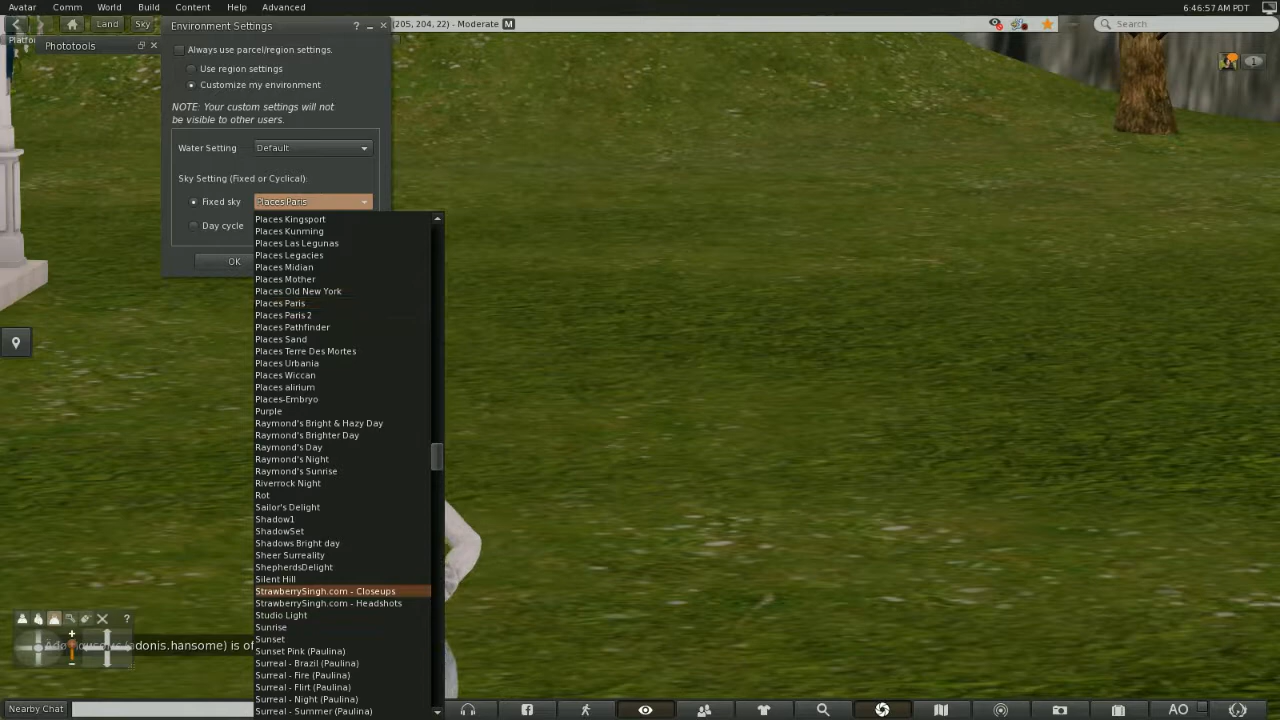 Avatar Comm World Build Content Help Advanced 6:46:57 AM PDT
Land Sky (205, 204, 22) - Moderate M Search
Environment Settings ?
Phototools
Always use parcel/region settings.
Use region settings
Customize my environment
NOTE: Your custom settings will not
be visible to other users.
Water Setting Default
Sky Setting (Fixed or Cyclical):
Fixed sky Places Paris
Day cycle
OK
Places Kingsport
Places Kunming
Places Las Legunas
Places Legacies
Places Midian
Places Mother
Places Old New York
Places Paris
Places Paris 2
Places Pathfinder
Places Sand
Places Terre Des Mortes
Places Urbania
Places Wiccan
Places alirium
Places-Embryo
Purple
Raymond's Bright & Hazy Day
Raymond's Brighter Day
Raymond's Day
Raymond's Night
Raymond's Sunrise
Riverrock Night
Rot
Sailor's Delight
Shadow1
ShadowSet
Shadows Bright day
Sheer Surreality
ShepherdsDelight
Silent Hill
StrawberrySingh.com - Closeups
StrawberrySingh.com - Headshots
Studio Light
Sunrise
Sunset
Sunset Pink (Paulina)
Surreal - Brazil (Paulina)
Surreal - Fire (Paulina)
Surreal - Flirt (Paulina)
Surreal - Night (Paulina)
Surreal - Summer (Paulina)
?
(adonis.hansome) is of
Nearby Chat AO
1